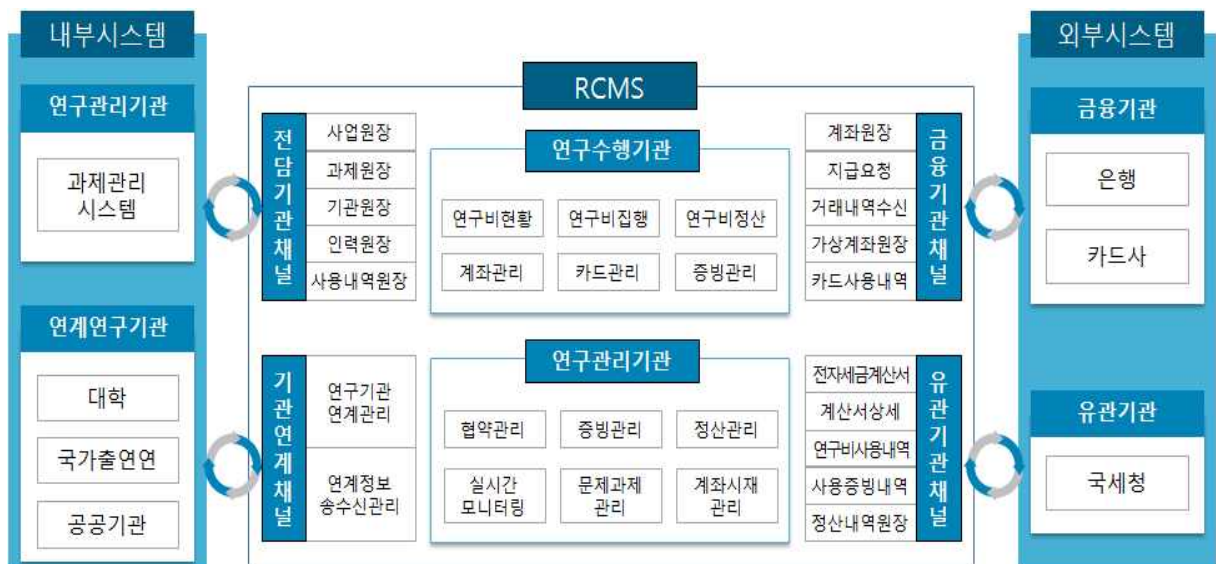 내부시스템
연구관리기관
과제관리
시스템
연계연구기관
대학
국가출연연
공공기관
RCMS
전담기관채널
사업원장
과제원장
기관원장
인력원장
사용내역원장
연구수행기관
연구비현황
연구비집행
연구비정산
계좌관리
카드관리
증빙관리
계좌원장
지급요청
거래내역수신
가상계좌원장
카드사용내역
금융기관채널
기관연계채널
연구기관
연계관리
연계정보
송수신관리
연구관리기관
협약관리
증빙관리
정산관리
실시간
모니터링
문제과제
관리
계좌시재
관리
전자세금계산서
계산서상세
연구비사용내역
사용증빙내역
정산내역원장
유관기관채널
외부시스템
금융기관
은행
카드사
유관기관
국세청